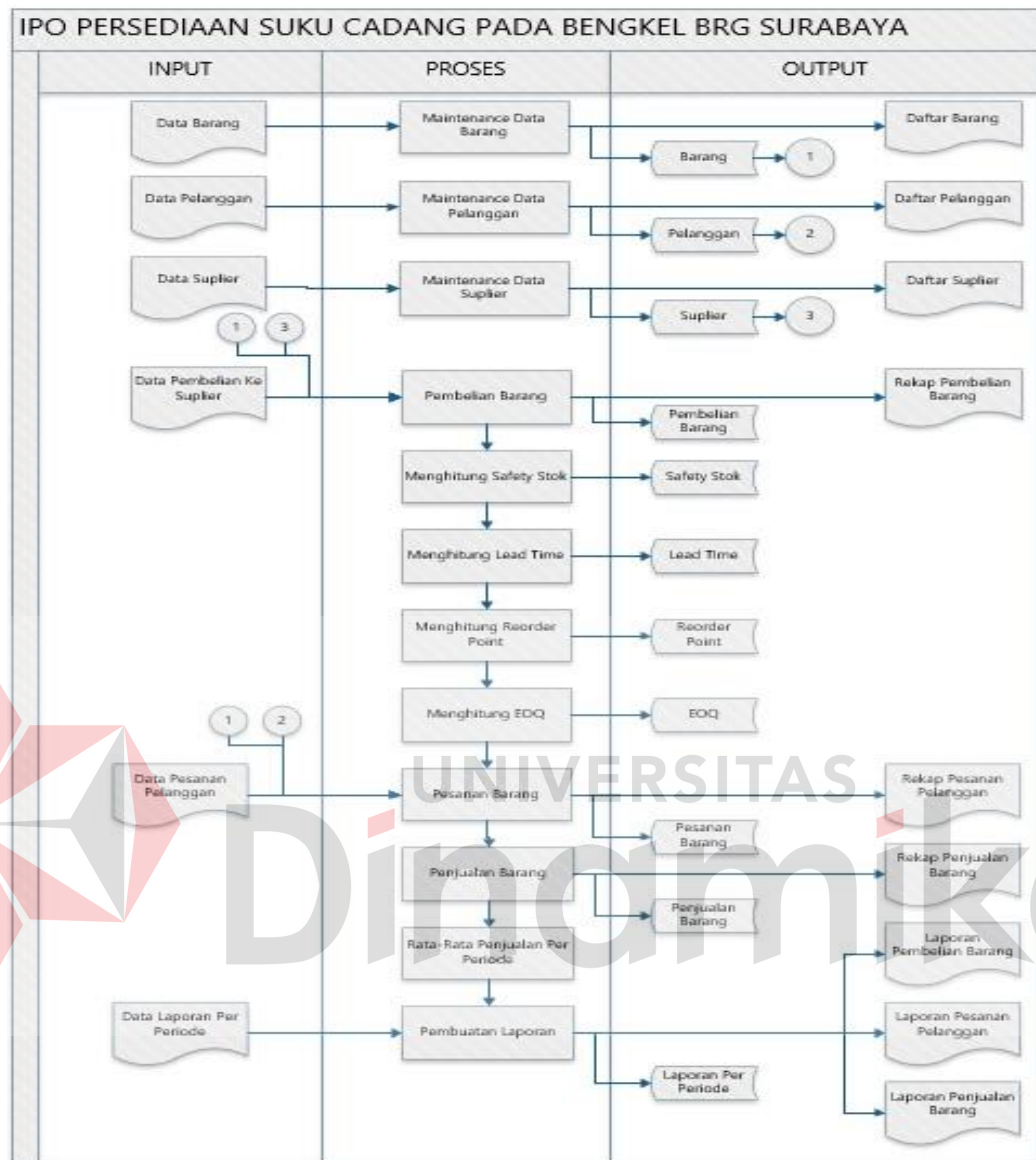 IPO PERSEDIAAN SUKU CADANG PADA BENGKEL BRG SURABAYA
INPUT
PROSES
OUTPUT
Data Barang
Maintenance Data
Barang
Daftar Barang
Barang
1
Data Pelanggan
Maintenance Data
Pelanggan
Daftar Pelanggan
Pelanggan
2
Data Suplier
Maintenance Data
Suplier
Daftar Suplier
Suplier
3
1
3
Data Pembelian Ke
Suplier
Pembelian Barang
Rekap Pembelian
Barang
Pembelian
Barang
Menghitung Safety Stok
Safety Stok
Menghitung Lead Time
Lead Time
Menghitung Reorder
Point
Reorder
Point
Menghitung EOQ
EOQ
1
2
Data Pesanan
Pelanggan
Pesanan Barang
Rekap Pesanan
Pelanggan
Pesanan
Barang
Penjualan Barang
Rekap Penjualan
Barang
Penjualan
Barang
Rata-Rata Penjualan Per
Periode
Laporan
Pembelian Barang
Data Laporan Per
Periode
Pembuatan Laporan
Laporan Pesanan
Pelanggan
Laporan Per
Periode
Laporan Penjualan
Barang
UNIVERSITAS
Dinamika